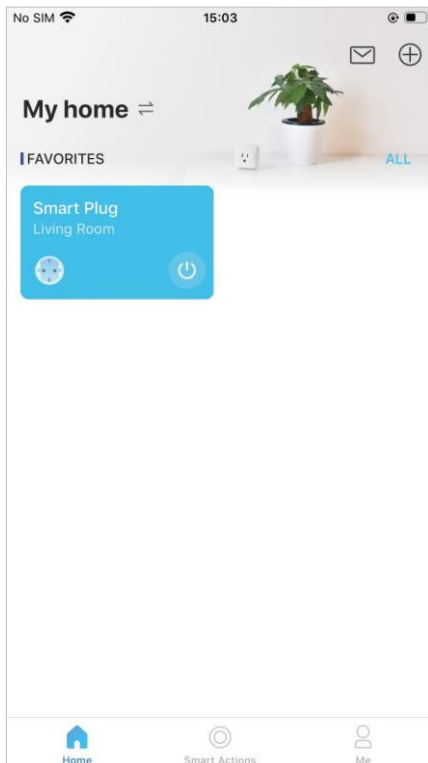 No SIM
15:03
My home
FAVORITES
ALL
Smart Plug
Living Room
Home
Smart Actions
Me